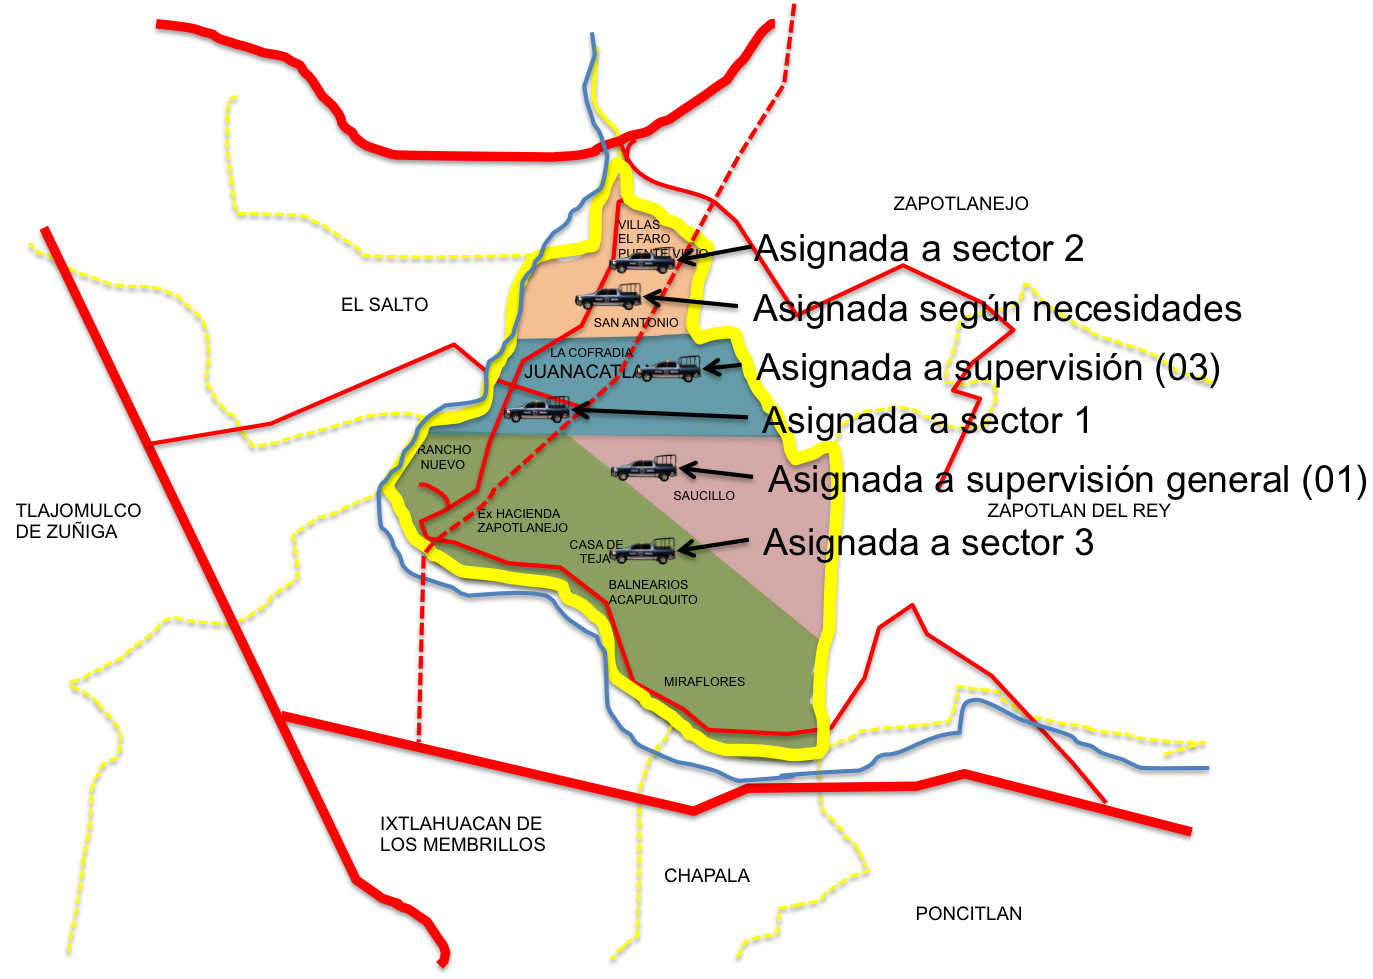 ZAPOTLANEJO
VILLAS
EL FARO
PUENTE VIEJO
Asignada a sector 2
EL SALTO
Asignada según necesidades
SAN ANTONIO
LA COFRADIA
JUANACATLA
Asignada a supervisión (03)
Asignada a sector 1
RANCHO
NUEVO
Asignada a supervisión general (01)
SAUCILLO
TLAJOMULCO
DE ZUÑIGA
Ex HACIENDA
ZAPOTLANEJO
ZAPOTLAN DEL REY
CASA DE
TEJA
Asignada a sector 3
BALNEARIOS
ACAPULQUITO
MIRAFLORES
IXTLAHUACAN DE
LOS MEMBRILLOS
CHAPALA
PONCITLAN